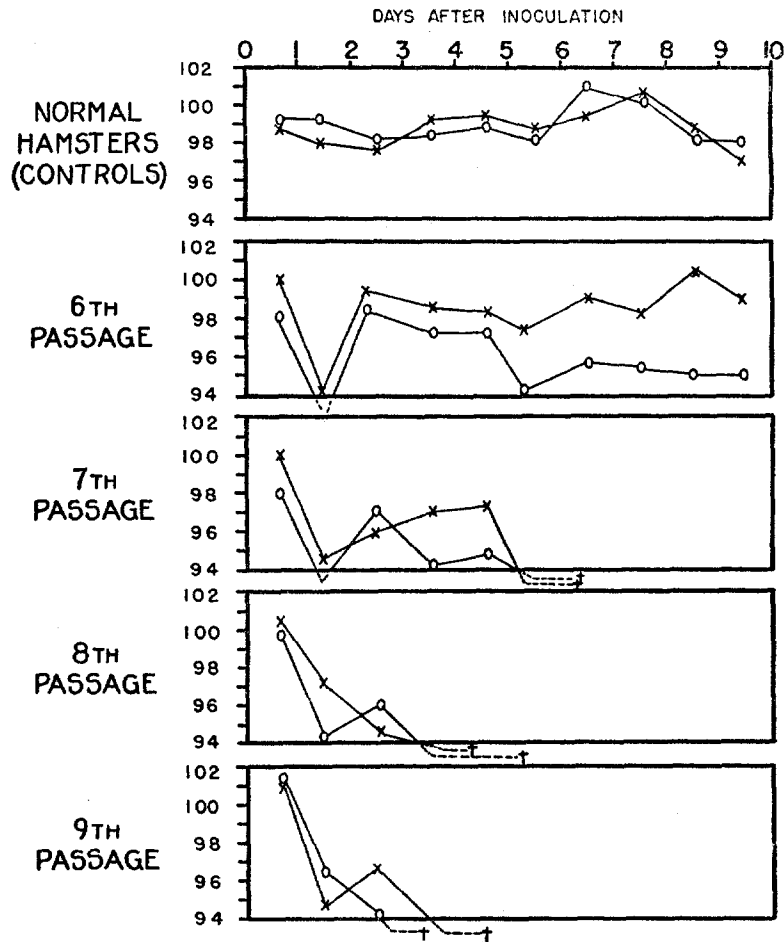 DAYS AFTER INOCULATION
0 1 2 3 4 5 6 7 8 9 10
NORMAL
HAMSTERS
(CONTROLS)
102
100
98
96
94
6TH
PASSAGE
102
100
98
96
94
7TH
PASSAGE
102
100
98
96
94
8TH
PASSAGE
102
100
98
96
94
9TH
PASSAGE
102
100
98
96
94